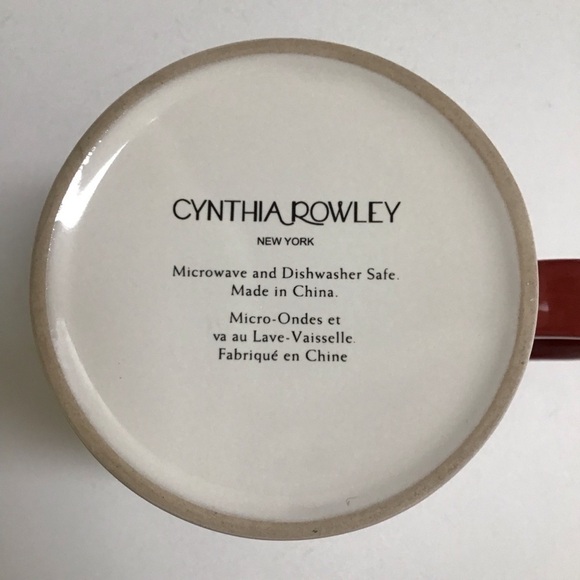 CYNTHIA ROWLEY
NEW YORK
Microwave and Dishwasher Safe.
Made in China.
Micro-Ondes et
va au Lave-Vaisselle.
Fabriqué en Chine